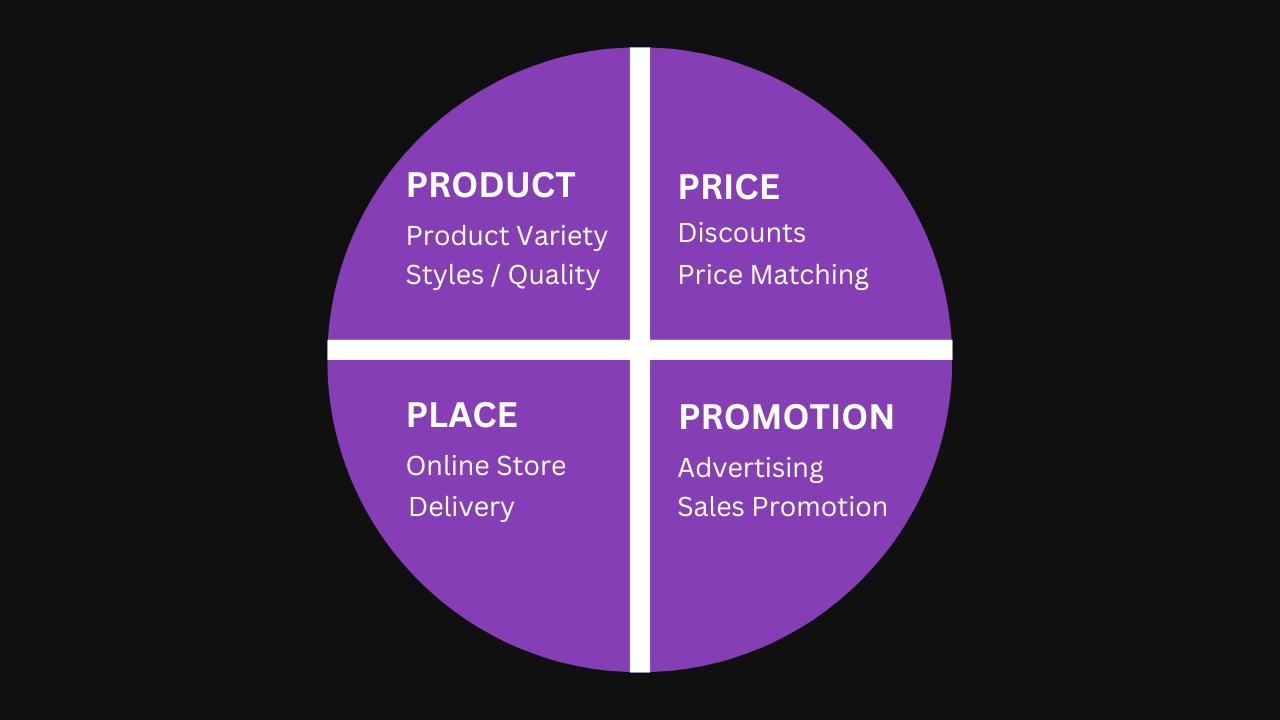 PRODUCT
Product Variety
Styles / Quality
PRICE
Discounts
Price Matching
PLACE
Online Store
Delivery
PROMOTION
Advertising
Sales Promotion